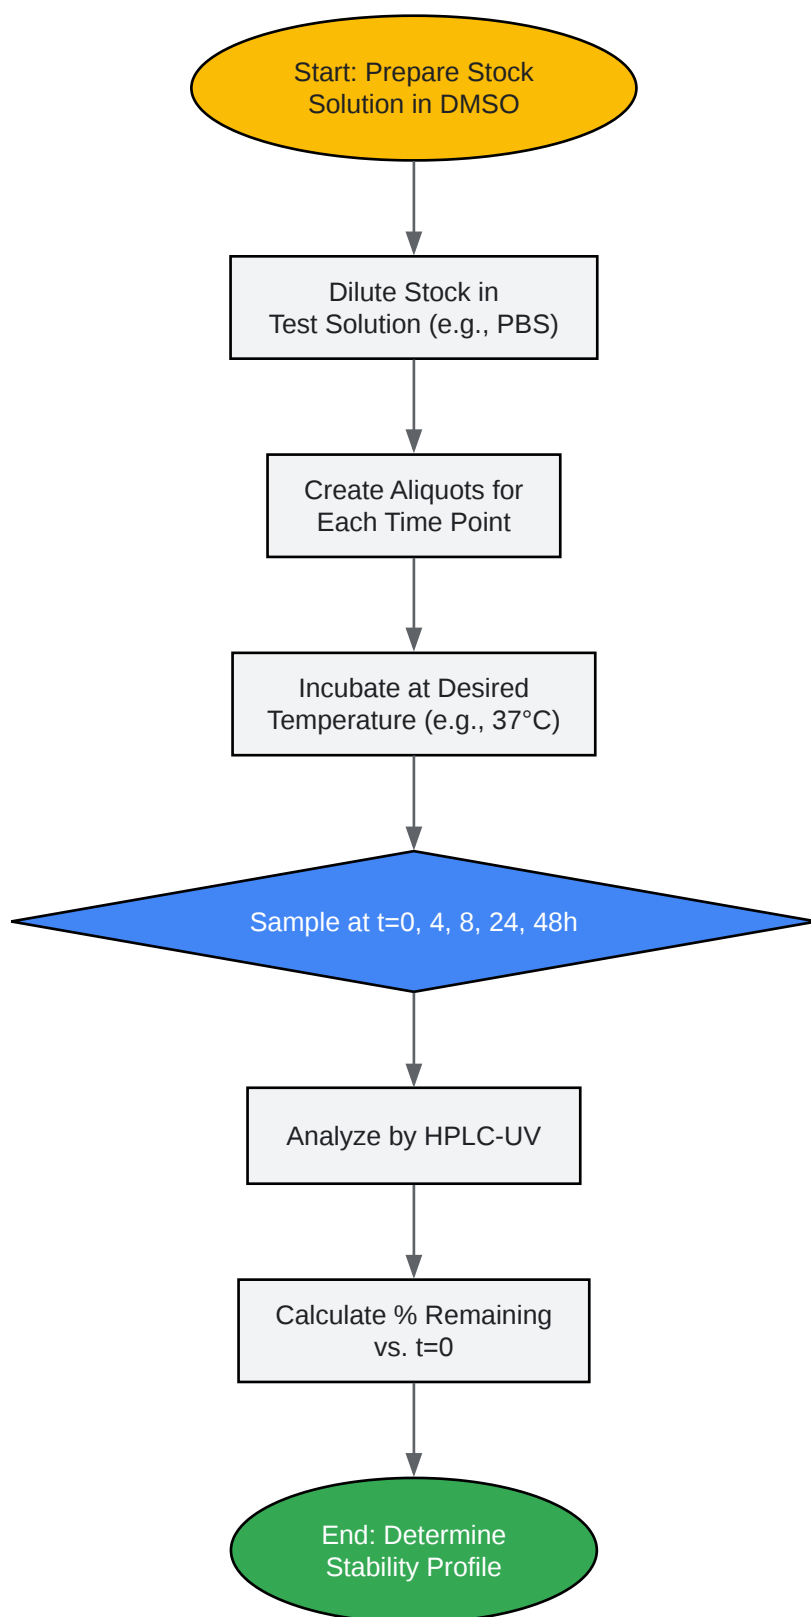 Start: Prepare Stock
Solution in DMSO
Dilute Stock in
Test Solution (e.g., PBS)
Create Aliquots for
Each Time Point
Incubate at Desired
Temperature (e.g., 37°C)
Sample at t=0, 4, 8, 24, 48h
Analyze by HPLC-UV
Calculate % Remaining
vs. t=0
End: Determine
Stability Profile